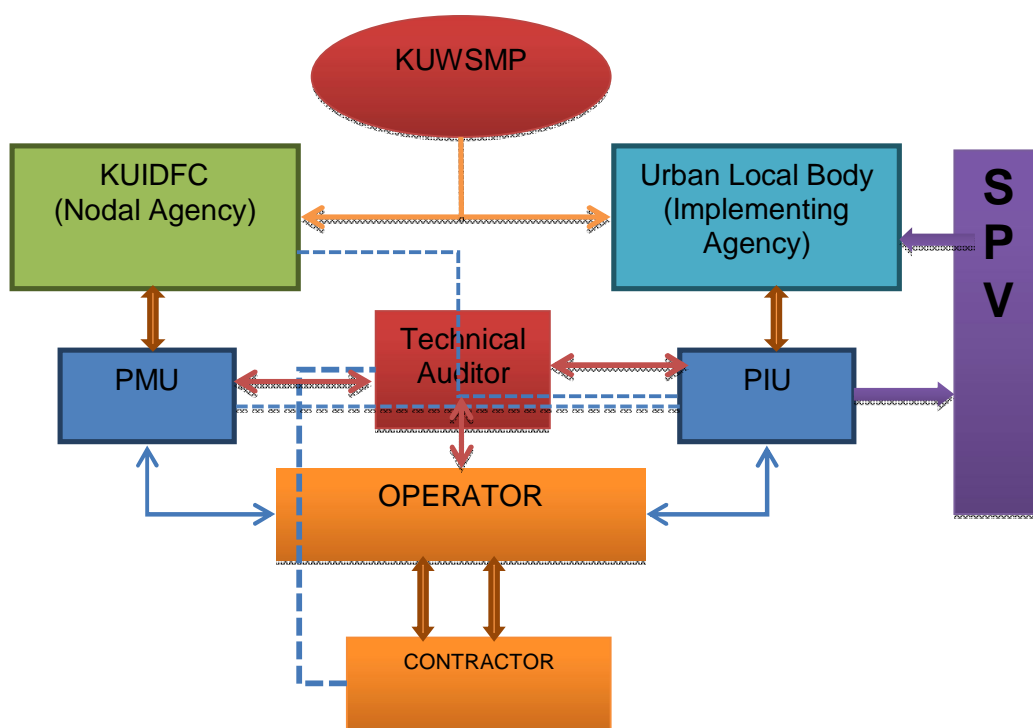 KUWSMP
KUIDFC
(Nodal Agency)
Urban Local Body
(Implementing
Agency)
S
P
V
Technical
Auditor
PMU
PIU
OPERATOR
CONTRACTOR